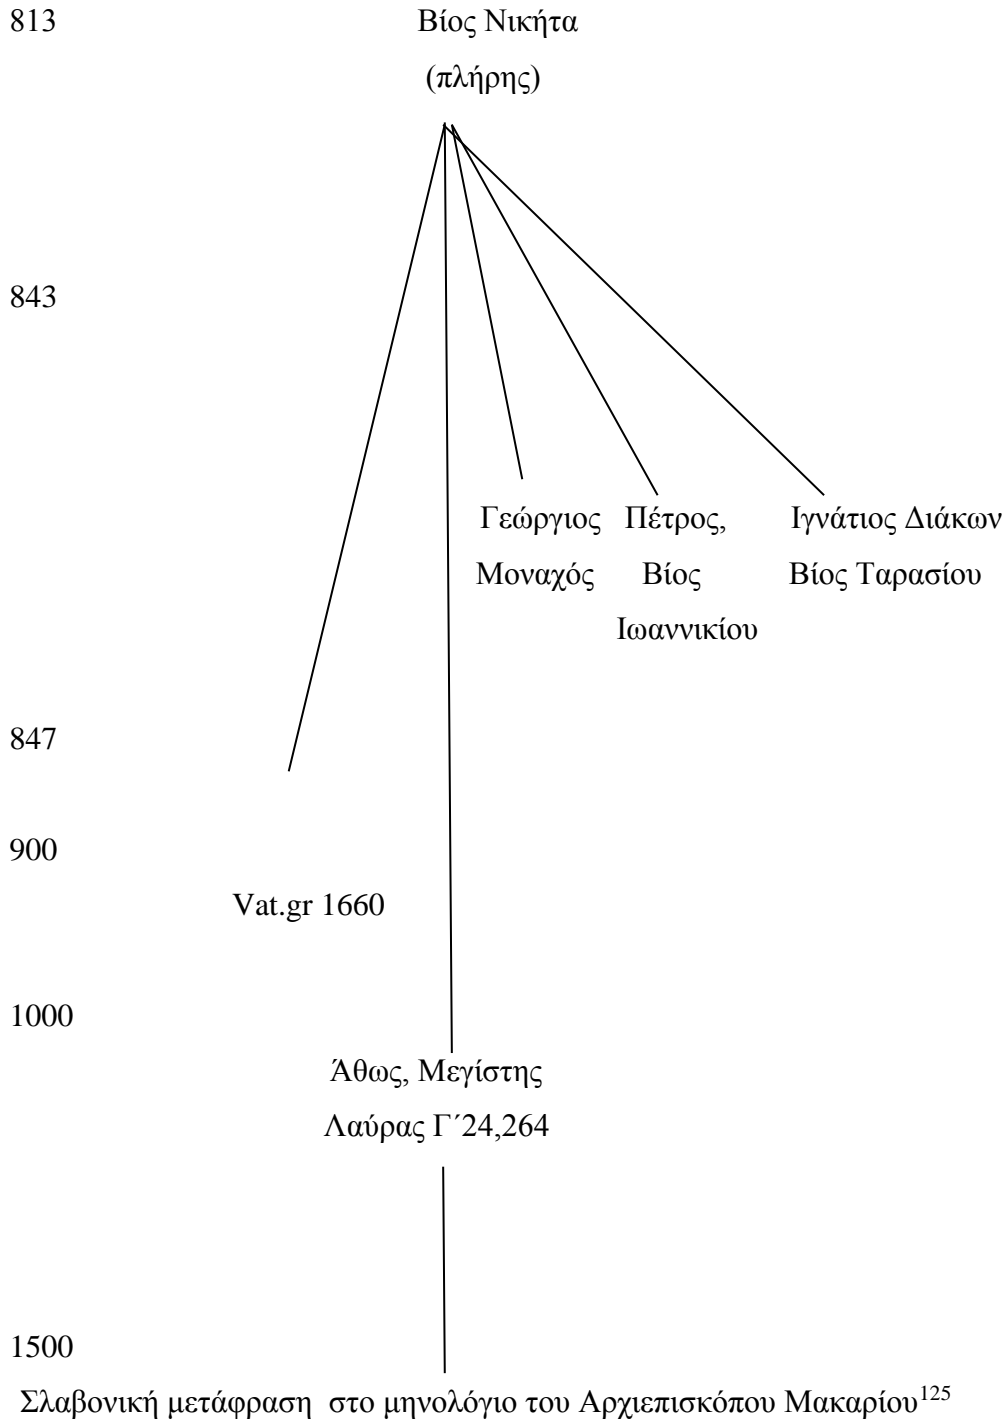 813 Βίος Νικήτα
(πλήρης)
843
Γεώργιος Πέτρος, Ιγνάτιος Διάκων
Μοναχός Βίος Βίος Ταρασίου
Ιωαννικίου
847
900
Vat.gr 1660
1000
Άθως, Μεγίστης
Λαύρας Γ΄24,264
1500
Σλαβονική μετάφραση στο μηνολόγιο του Αρχιεπισκόπου Μακαρίου125